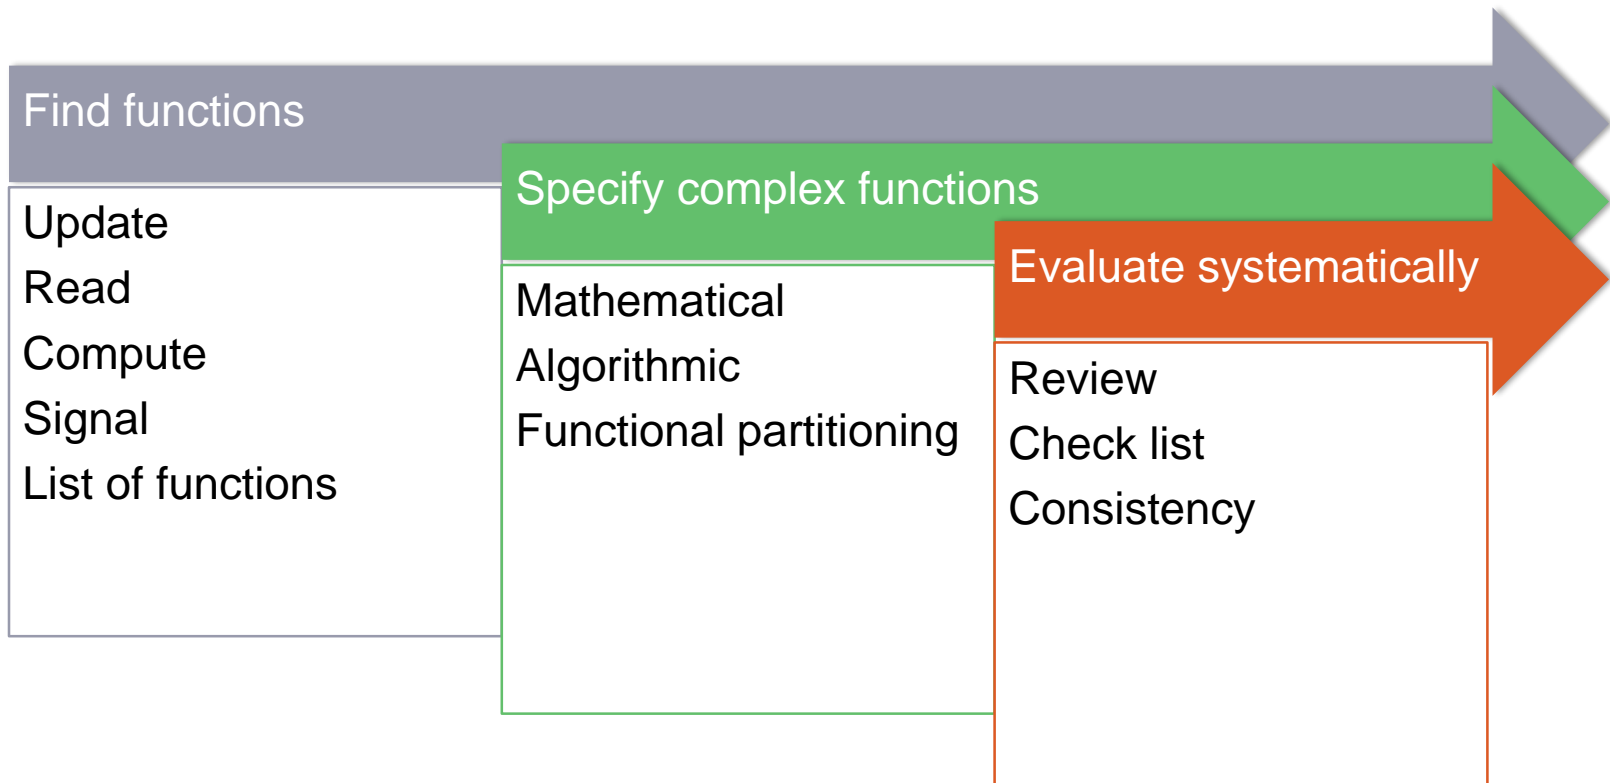 Find functions
Update
Read
Compute
Signal
List of functions
Specify complex functions
Mathematical
Algorithmic
Functional partitioning
Evaluate systematically
Review
Check list
Consistency